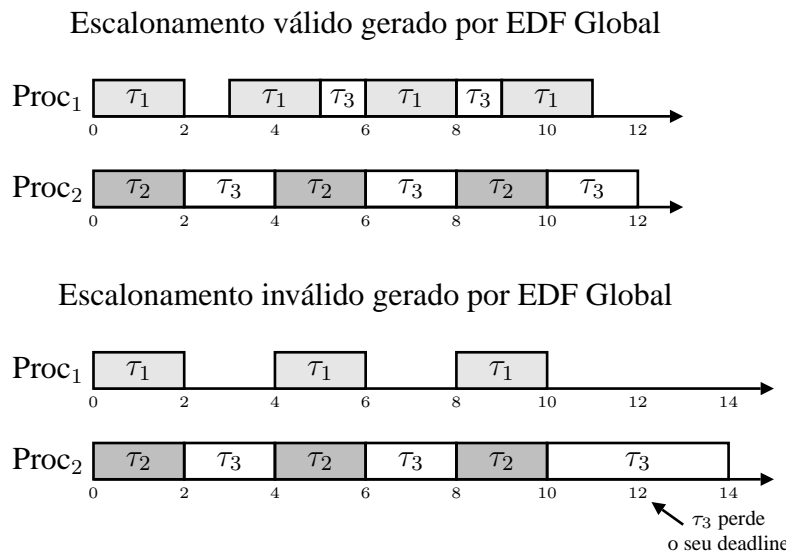 Escalonamento válido gerado por EDF Global
Proc₁ τ₁ τ₁ τ₃ τ₁ τ₃ τ₁
0 2 4 6 8 10 12
Proc₂ τ₂ τ₃ τ₂ τ₃ τ₂ τ₃
0 2 4 6 8 10 12
Escalonamento inválido gerado por EDF Global
Proc₁ τ₁ τ₁ τ₁
0 2 4 6 8 10 12 14
Proc₂ τ₂ τ₃ τ₂ τ₃ τ₂ τ₃
0 2 4 6 8 10 12 14
τ₃ perde
o seu deadline